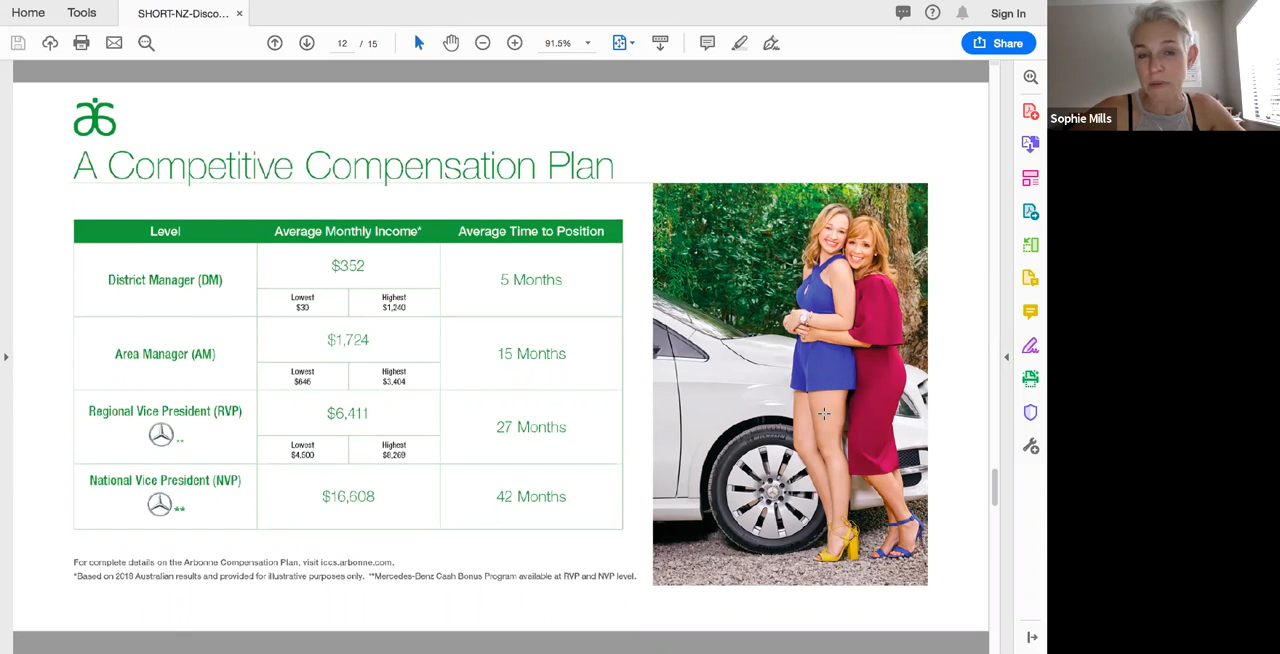 Home
Tools
SHORT-NZ-Disco...
×
Sign In
12 / 15
91.5%
Share
Sophie Mills
A Competitive Compensation Plan
Level Average Monthly Income* Average Time to Position
District Manager (DM) $352 5 Months
Lowest Highest
$30 $1,240
Area Manager (AM) $1,724 15 Months
Lowest Highest
$646 $3,404
Regional Vice President (RVP) $6,411 27 Months
**
Lowest Highest
$4,500 $8,269
National Vice President (NVP) $16,608 42 Months
**
For complete details on the Arbonne Compensation Plan, visit iccs.arbonne.com.
*Based on 2018 Australian results and provided for illustrative purposes only. **Mercedes-Benz Cash Bonus Program available at RVP and NVP level.